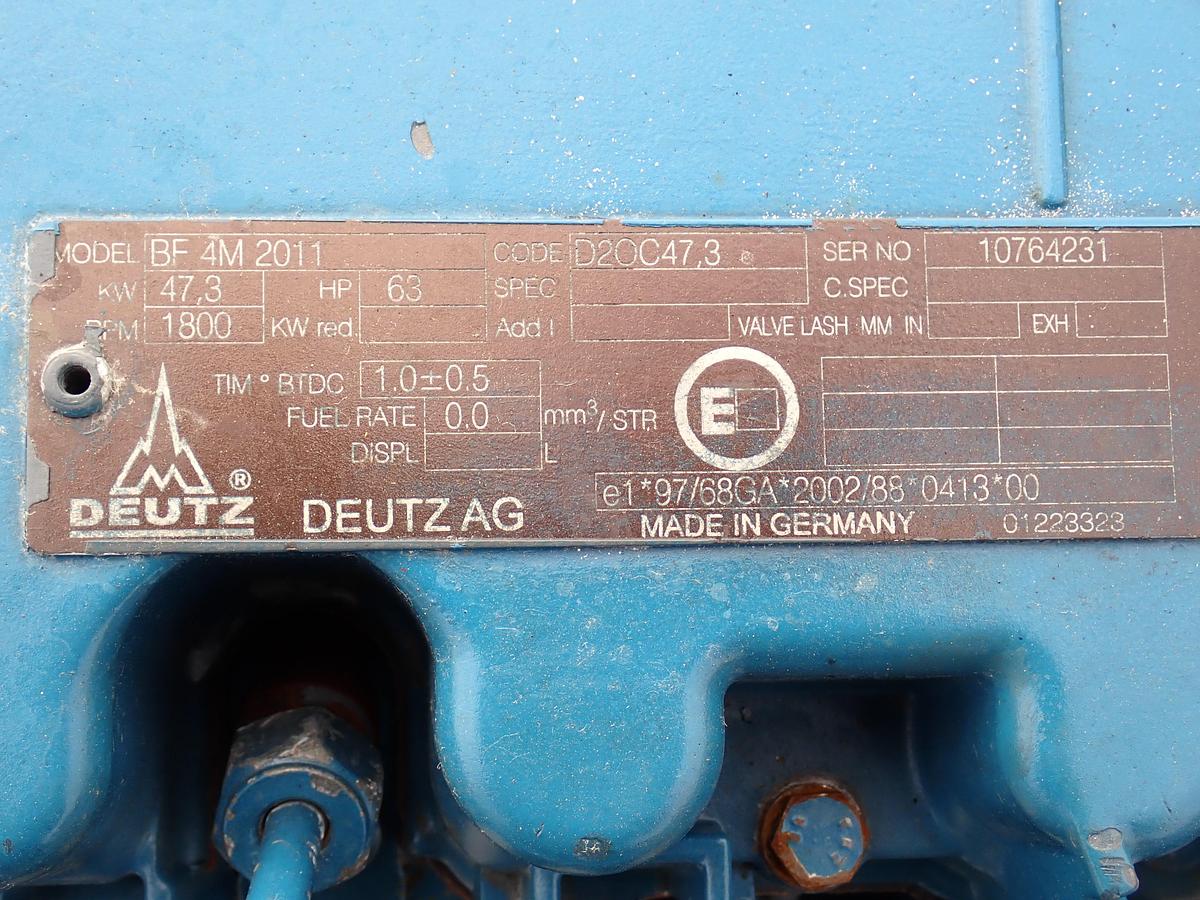 MODEL BF 4M 2011 CODE D2OC47,3 SER NO 10764231
KW 47,3 HP 63 SPEC C.SPEC
RPM 1800 KW red. Add I VALVE LASH MM IN EXH
TIM ° BTDC 1.0±0.5
FUEL RATE 0.0 mm³/STR
DISPL L
E
e1*97/68GA*2002/88*0413*00
DEUTZ ® DEUTZ AG MADE IN GERMANY 01223323